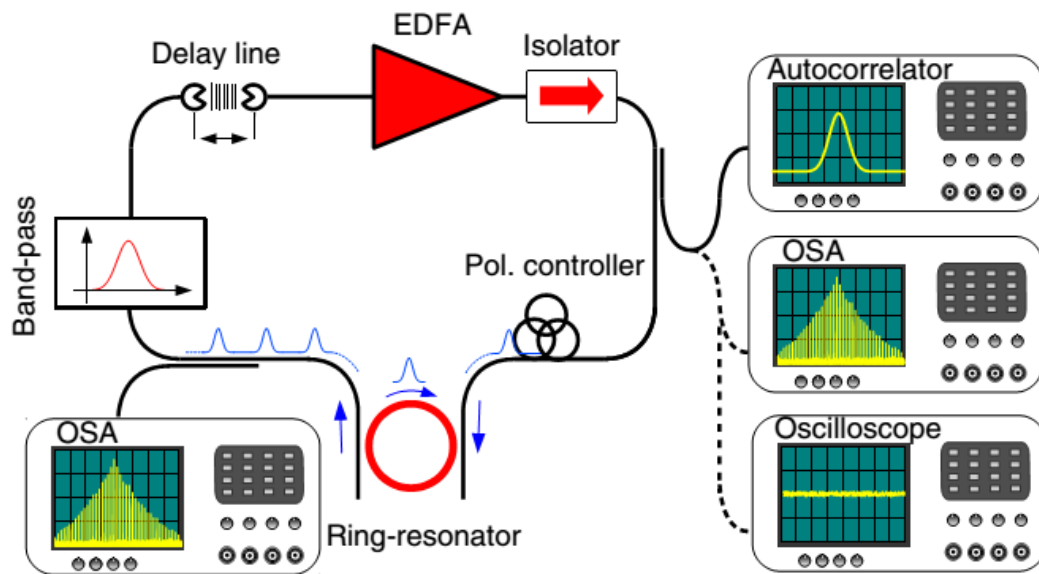 EDFA
Delay line
Isolator
Autocorrelator
Band-pass
Pol. controller
OSA
OSA
Oscilloscope
Ring-resonator